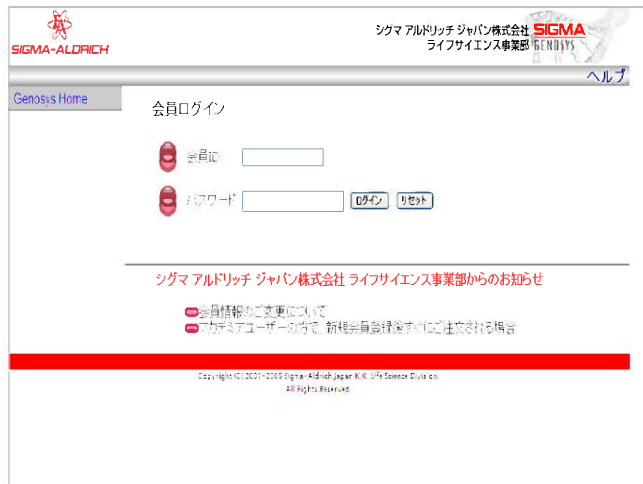 SIGMA-ALDRICH
シグマ アルドリッチ ジャパン株式会社
ライフサイエンス事業部
SIGMA
GENOSYS
ヘルプ
Genosys Home
会員ログイン
会員ID
パスワード
ログイン
リセット
シグマ アルドリッチ ジャパン株式会社 ライフサイエンス事業部からのお知らせ
会員情報のご変更について
アカデミアユーザーの方で、新規会員登録後すぐにご注文される場合
Copyright (C) 2001-2005 Sigma-Aldrich Japan K.K. Life Science Division.
All Rights Reserved.